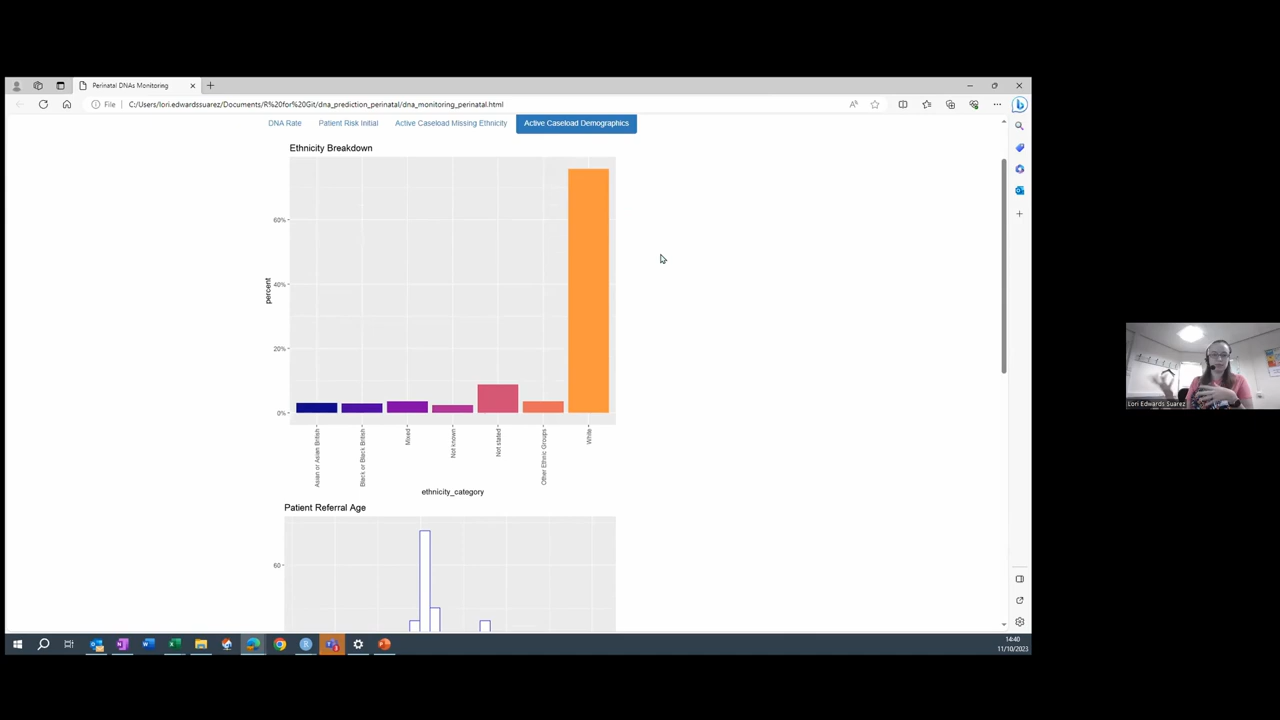 Perinatal DNAs Monitoring
File C:/Users/lori.edwardssuarez/Documents/R%20for%20Git/dna_prediction_perinatal/dna_monitoring_perinatal.html
DNA Rate Patient Risk Initial Active Caseload Missing Ethnicity Active Caseload Demographics
Ethnicity Breakdown
60%
40%
20%
0%
percent
Asian or Asian British
Black or Black British
Mixed
Not known
Not stated
Other Ethnic Groups
White
ethnicity_category
Patient Referral Age
60
Lori Edwards Suarez
14:40
11/10/2023